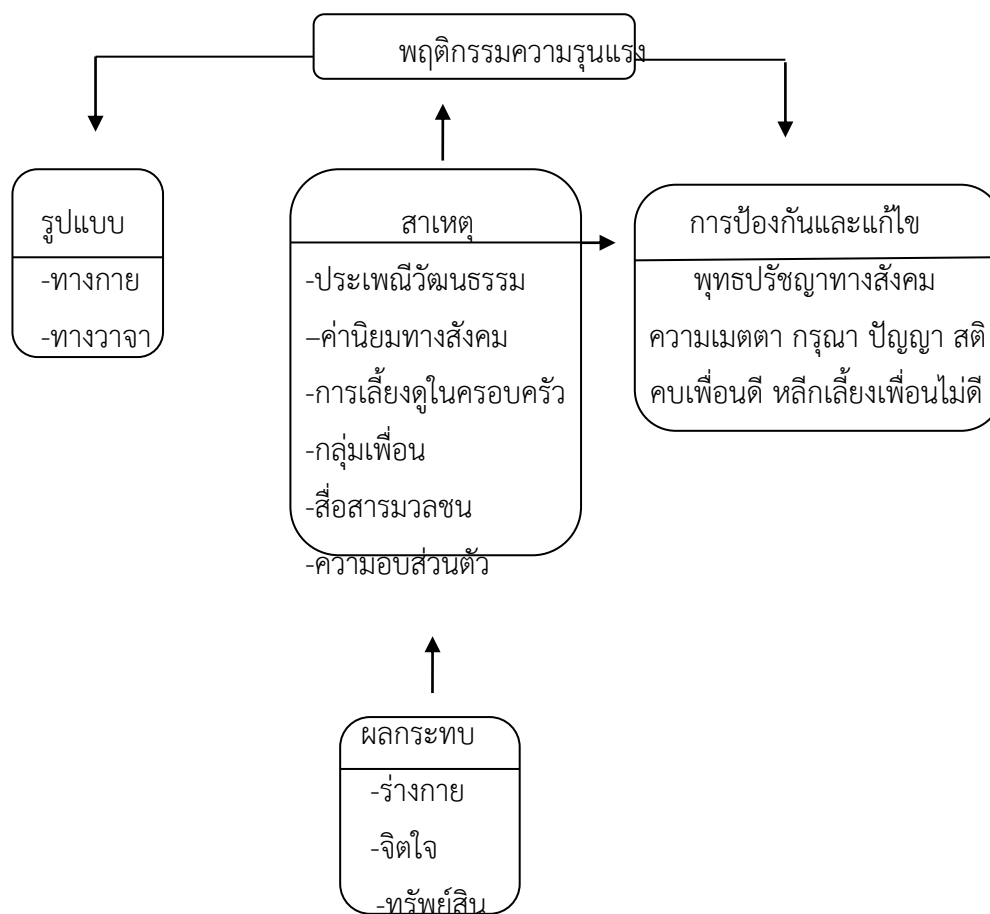 พฤติกรรมความรุนแรง
รูปแบบ
-ทางกาย
-ทางวาจา
สาเหตุ
-ประเพณีวัฒนธรรม
–ค่านิยมทางสังคม
-การเลี้ยงดูในครอบครัว
-กลุ่มเพื่อน
-สื่อสารมวลชน
-ความอบส่วนตัว
การป้องกันและแก้ไข
พุทธปรัชญาทางสังคม
ความเมตตา กรุณา ปัญญา สติ
คบเพื่อนดี หลีกเลี้ยงเพื่อนไม่ดี
ผลกระทบ
-ร่างกาย
-จิตใจ
-ทรัพย์สิน